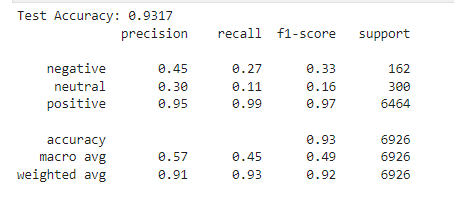 Test Accuracy: 0.9317
precision recall f1-score support
negative 0.45 0.27 0.33 162
neutral 0.30 0.11 0.16 300
positive 0.95 0.99 0.97 6464
accuracy 0.93 6926
macro avg 0.57 0.45 0.49 6926
weighted avg 0.91 0.93 0.92 6926